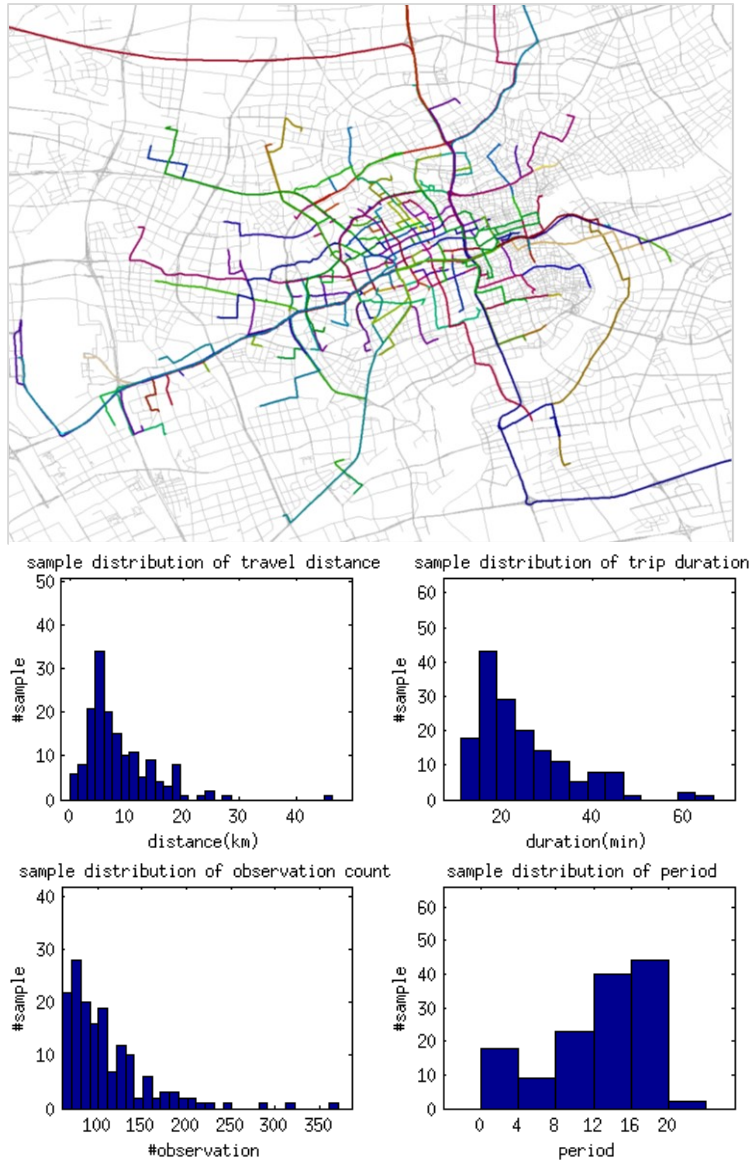 sample distribution of travel distance
50
40
30
20
10
0
#sample
0 10 20 30 40
distance(km)
sample distribution of trip duration
60
50
40
30
20
10
0
#sample
20 40 60
duration(min)
sample distribution of observation count
40
30
20
10
0
#sample
100 150 200 250 300 350
#observation
sample distribution of period
60
50
40
30
20
10
0
#sample
0 4 8 12 16 20
period